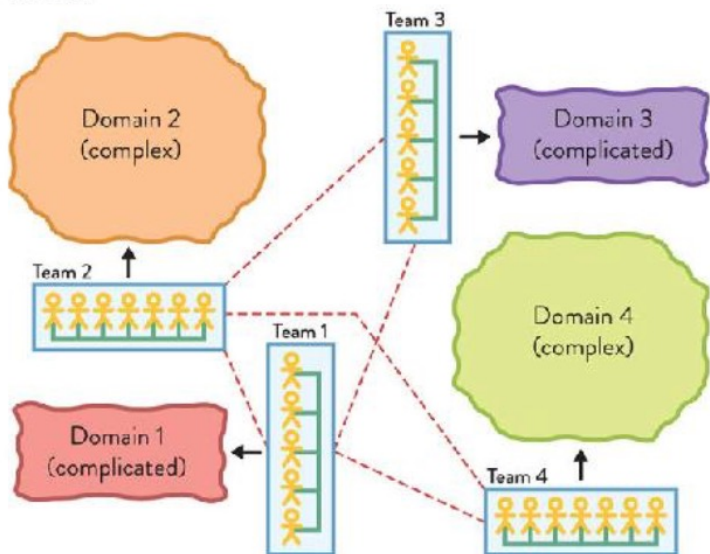 Team 3
Domain 2
(complex)
Domain 3
(complicated)
Team 2
Domain 4
(complex)
Team 1
Domain 1
(complicated)
Team 4